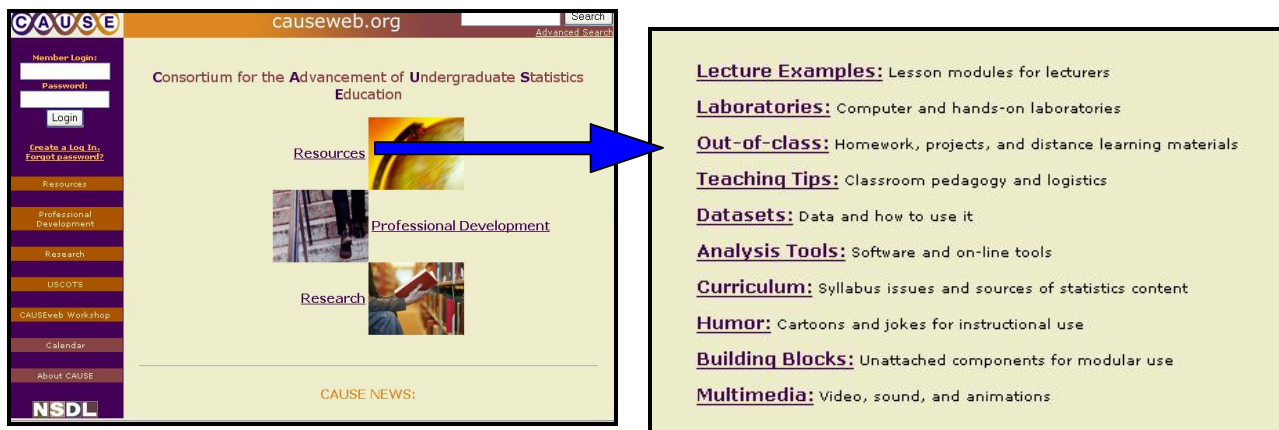 CAUSE
causeweb.org
Search
Advanced Search
Member Login:
Password:
Login
Create a Log In.
Forgot password?
Resources
Professional
Development
Research
USCOTS
CAUSEweb Workshop
Calendar
About CAUSE
NSDL
Consortium for the Advancement of Undergraduate Statistics
Education
Resources
Professional Development
Research
CAUSE NEWS:
Lecture Examples: Lesson modules for lecturers
Laboratories: Computer and hands-on laboratories
Out-of-class: Homework, projects, and distance learning materials
Teaching Tips: Classroom pedagogy and logistics
Datasets: Data and how to use it
Analysis Tools: Software and on-line tools
Curriculum: Syllabus issues and sources of statistics content
Humor: Cartoons and jokes for instructional use
Building Blocks: Unattached components for modular use
Multimedia: Video, sound, and animations